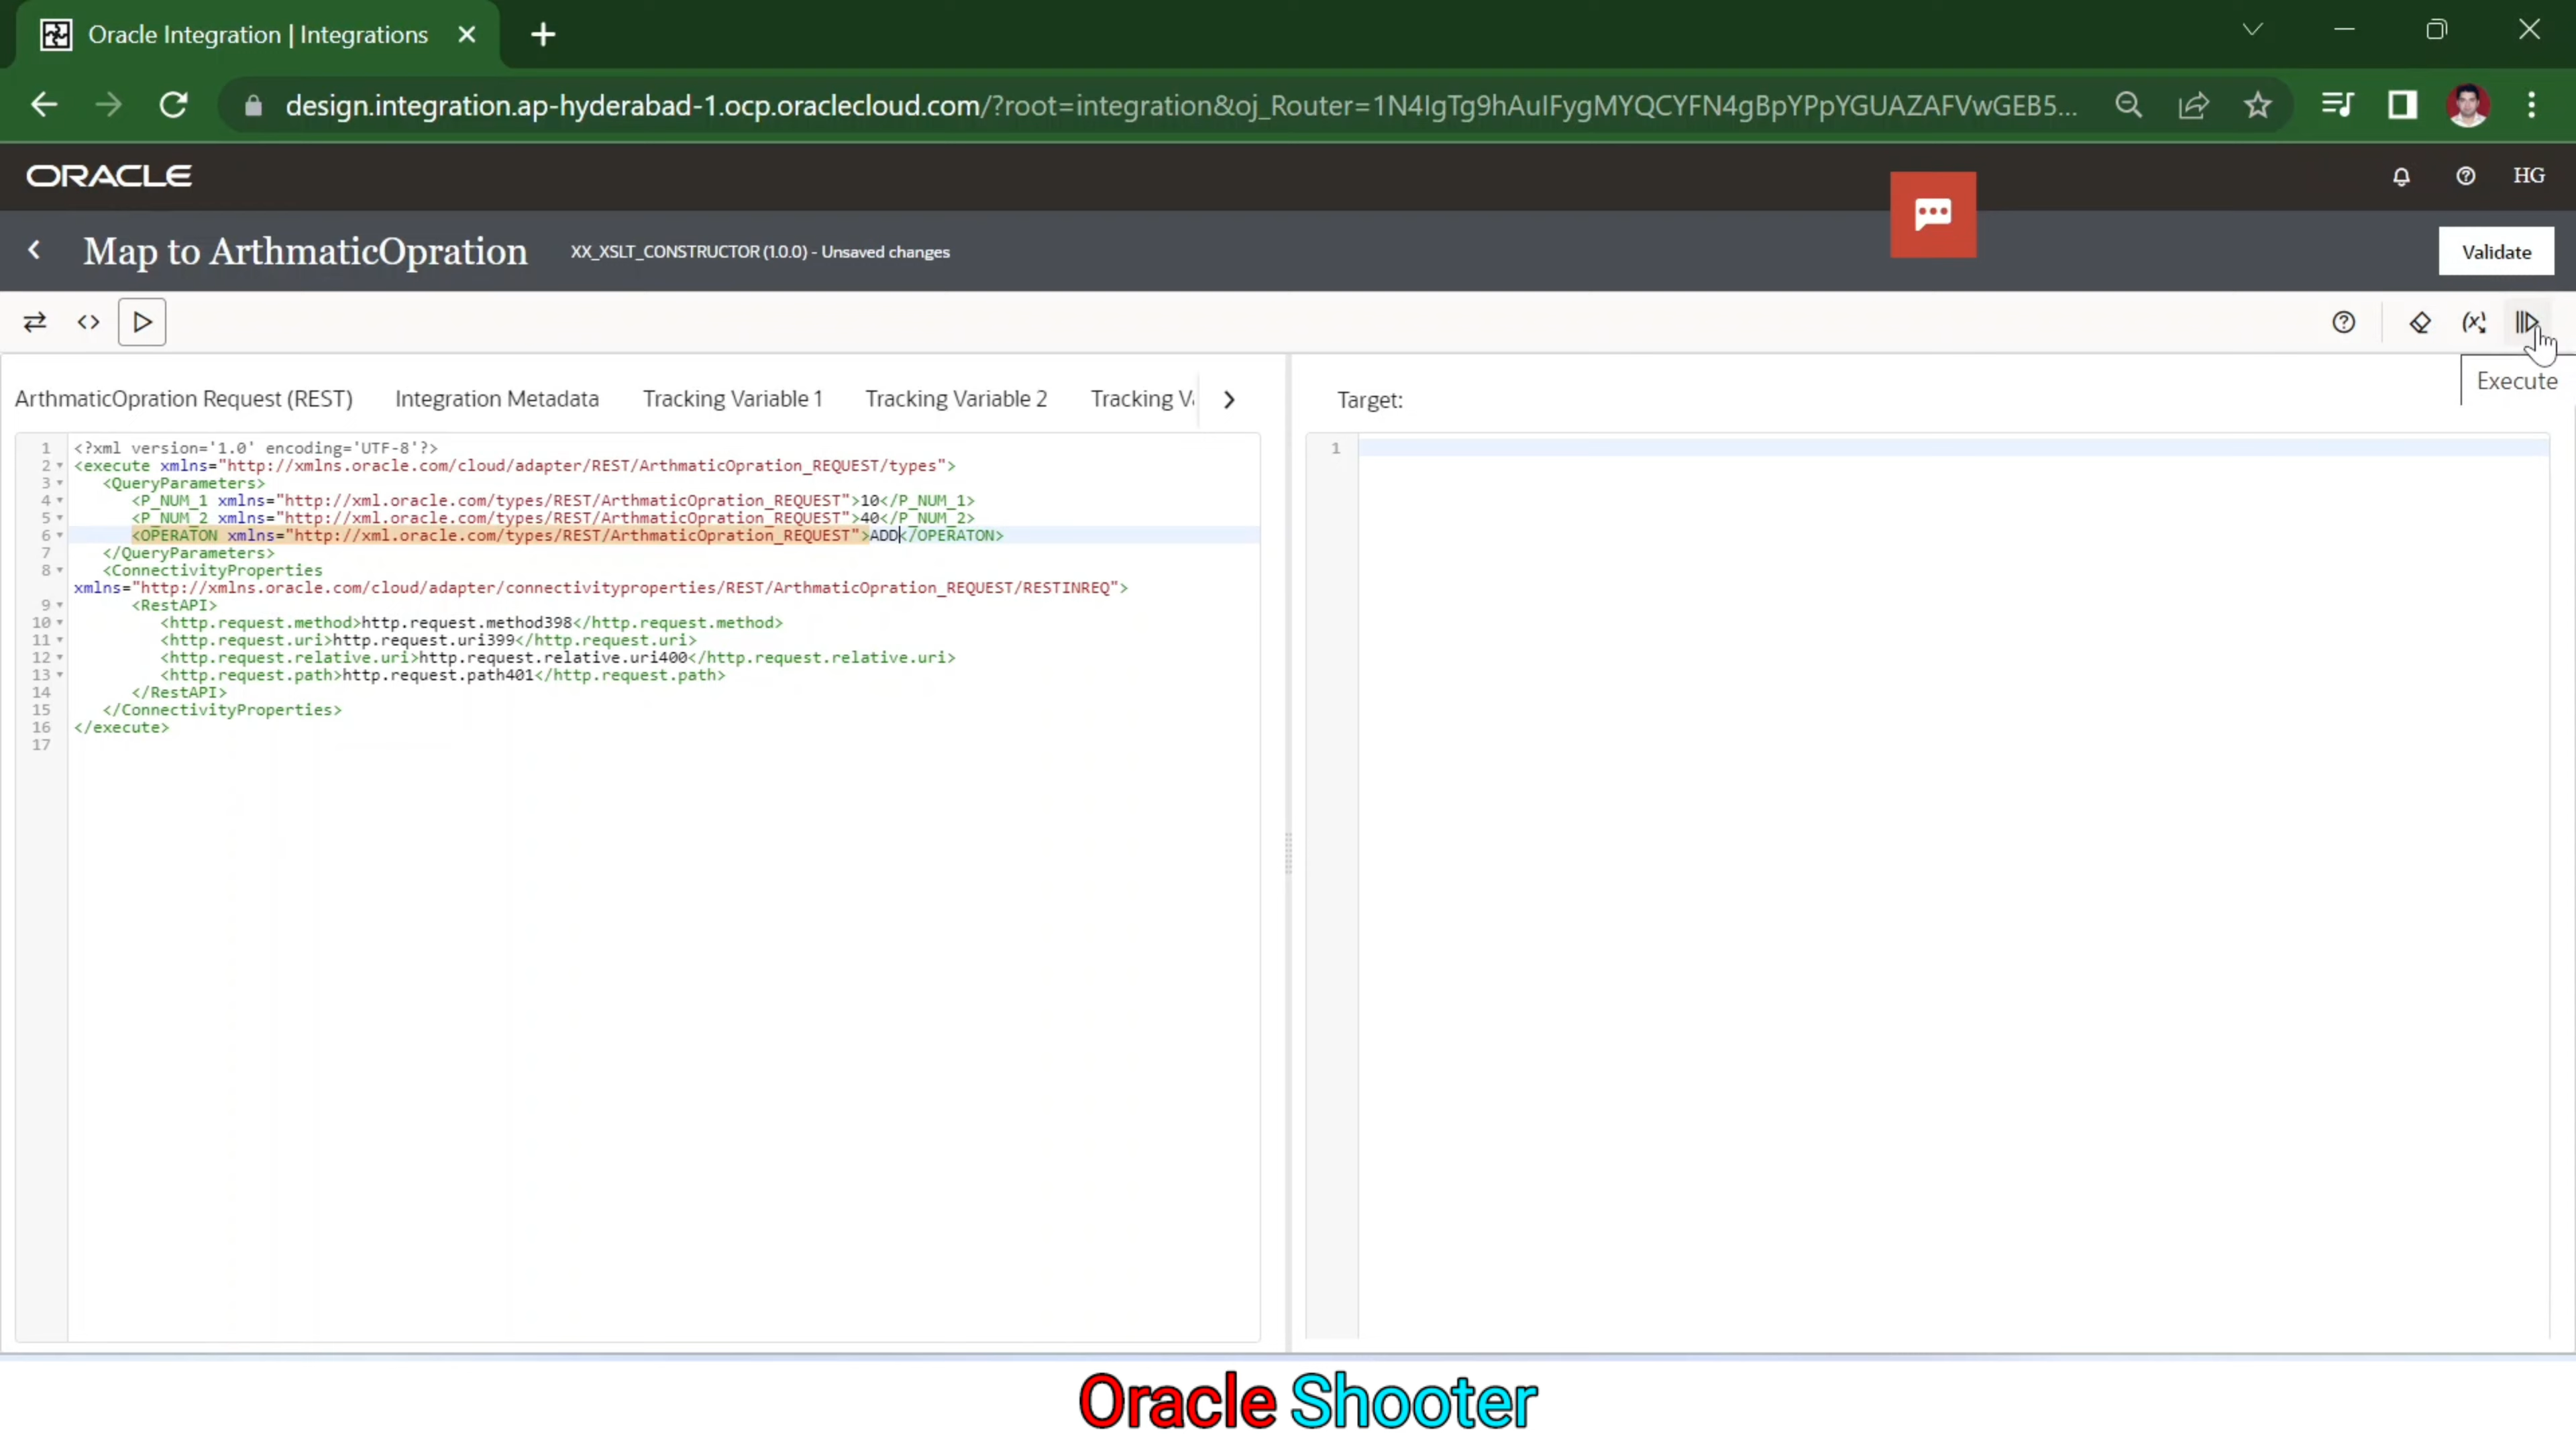 Oracle Integration | Integrations
design.integration.ap-hyderabad-1.ocp.oraclecloud.com/?root=integration&oj_Router=1N4IgTg9hAuIFygMYQCYFN4gBpYPpYGUAZAFVwGEB5...
ORACLE
HG
Map to ArthmaticOpration
XX_XSLT_CONSTRUCTOR (1.0.0) - Unsaved changes
Validate
Execute
ArthmaticOpration Request (REST)
Integration Metadata
Tracking Variable 1
Tracking Variable 2
Tracking Va
Target:
1 <?xml version='1.0' encoding='UTF-8'?>
2 <execute xmlns="http://xmlns.oracle.com/cloud/adapter/REST/ArthmaticOpration_REQUEST/types">
3 <QueryParameters>
4 <P_NUM_1 xmlns="http://xml.oracle.com/types/REST/ArthmaticOpration_REQUEST">10</P_NUM_1>
5 <P_NUM_2 xmlns="http://xml.oracle.com/types/REST/ArthmaticOpration_REQUEST">40</P_NUM_2>
6 <OPERATON xmlns="http://xml.oracle.com/types/REST/ArthmaticOpration_REQUEST">ADD</OPERATON>
7 </QueryParameters>
8 <ConnectivityProperties
xmlns="http://xmlns.oracle.com/cloud/adapter/connectivityproperties/REST/ArthmaticOpration_REQUEST/RESTINREQ">
9 <RestAPI>
10 <http.request.method>http.request.method398</http.request.method>
11 <http.request.uri>http.request.uri399</http.request.uri>
12 <http.request.relative.uri>http.request.relative.uri400</http.request.relative.uri>
13 <http.request.path>http.request.path401</http.request.path>
14 </RestAPI>
15 </ConnectivityProperties>
16 </execute>
17
1
Oracle Shooter